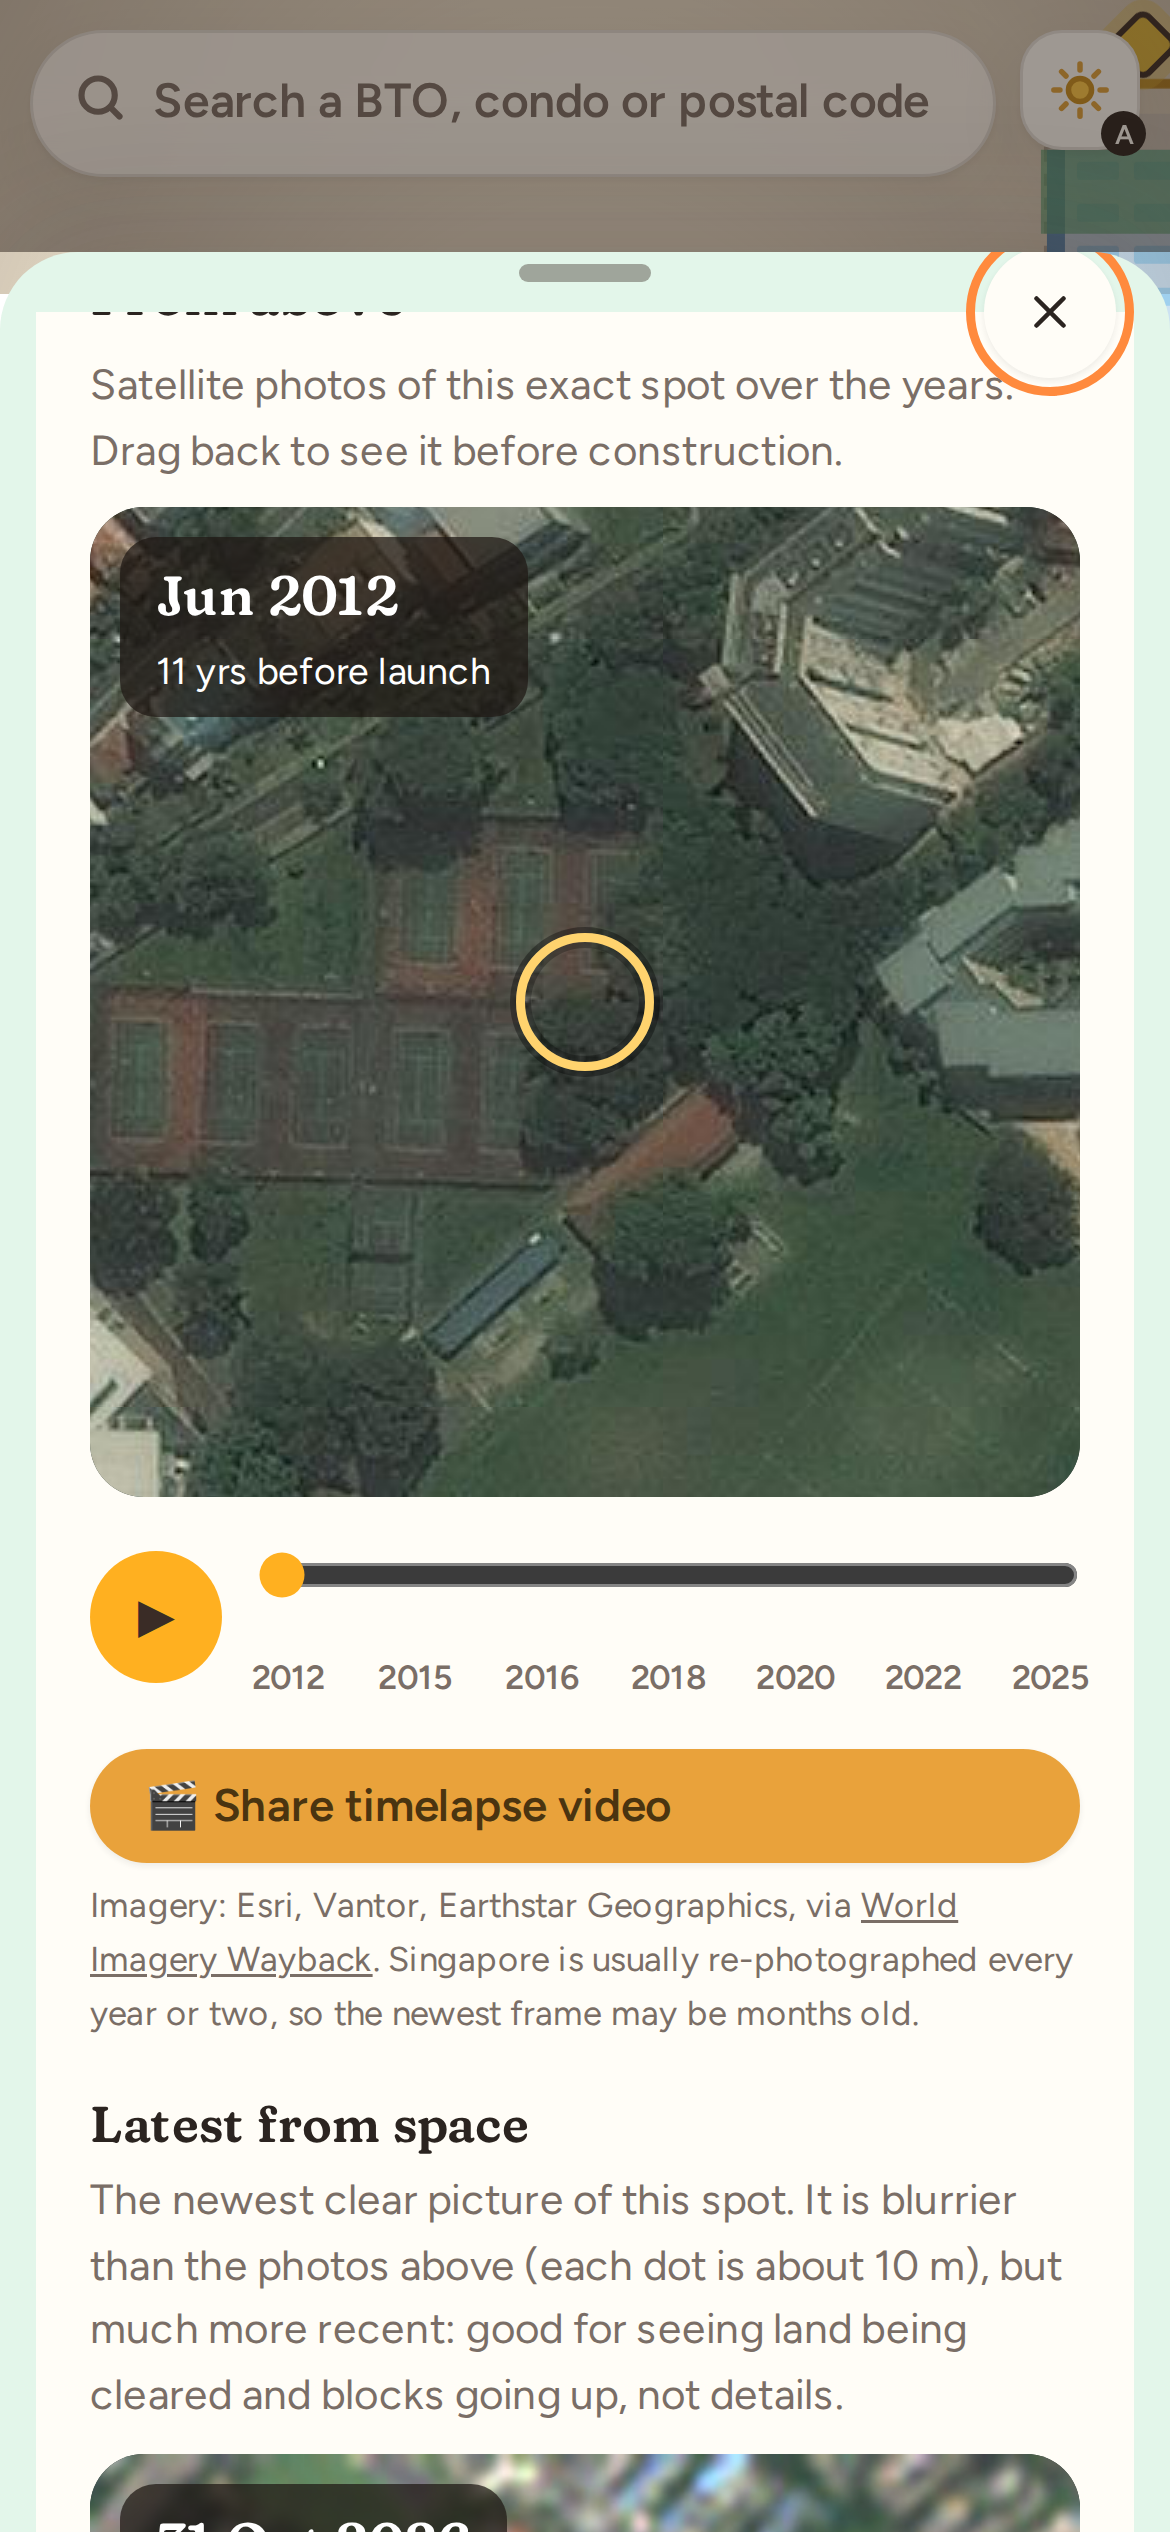 Search a BTO, condo or postal code
A
From above
Satellite photos of this exact spot over the years.
Drag back to see it before construction.
Jun 2012
11 yrs before launch
2012 2015 2016 2018 2020 2022 2025
🎬 Share timelapse video
Imagery: Esri, Vantor, Earthstar Geographics, via World
Imagery Wayback. Singapore is usually re-photographed every
year or two, so the newest frame may be months old.
Latest from space
The newest clear picture of this spot. It is blurrier
than the photos above (each dot is about 10 m), but
much more recent: good for seeing land being
cleared and blocks going up, not details.